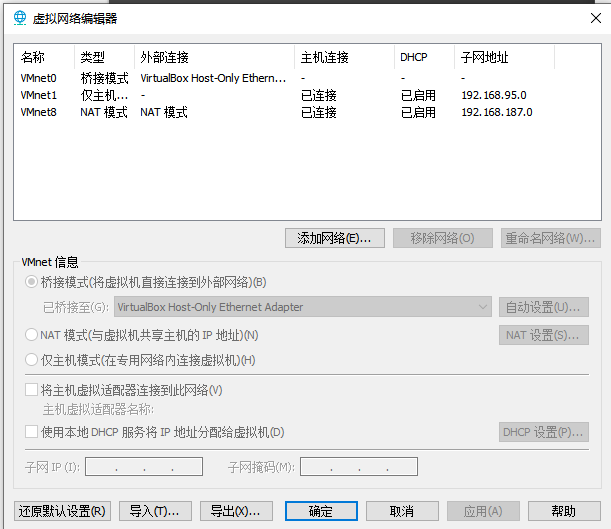 虚拟网络编辑器
名称 类型 外部连接 主机连接 DHCP 子网地址
VMnet0 桥接模式 VirtualBox Host-Only Ethern... - - -
VMnet1 仅主机... - 已连接 已启用 192.168.95.0
VMnet8 NAT 模式 NAT 模式 已连接 已启用 192.168.187.0
添加网络(E)... 移除网络(O) 重命名网络(W)...
VMnet 信息
桥接模式(将虚拟机直接连接到外部网络)(B)
已桥接至(G): VirtualBox Host-Only Ethernet Adapter 自动设置(U)...
NAT 模式(与虚拟机共享主机的 IP 地址)(N) NAT 设置(S)...
仅主机模式(在专用网络内连接虚拟机)(H)
将主机虚拟适配器连接到此网络(V)
主机虚拟适配器名称:
使用本地 DHCP 服务将 IP 地址分配给虚拟机(D) DHCP 设置(P)...
子网 IP (I): . . . 子网掩码(M): . . .
还原默认设置(R) 导入(T)... 导出(X)... 确定 取消 应用(A) 帮助